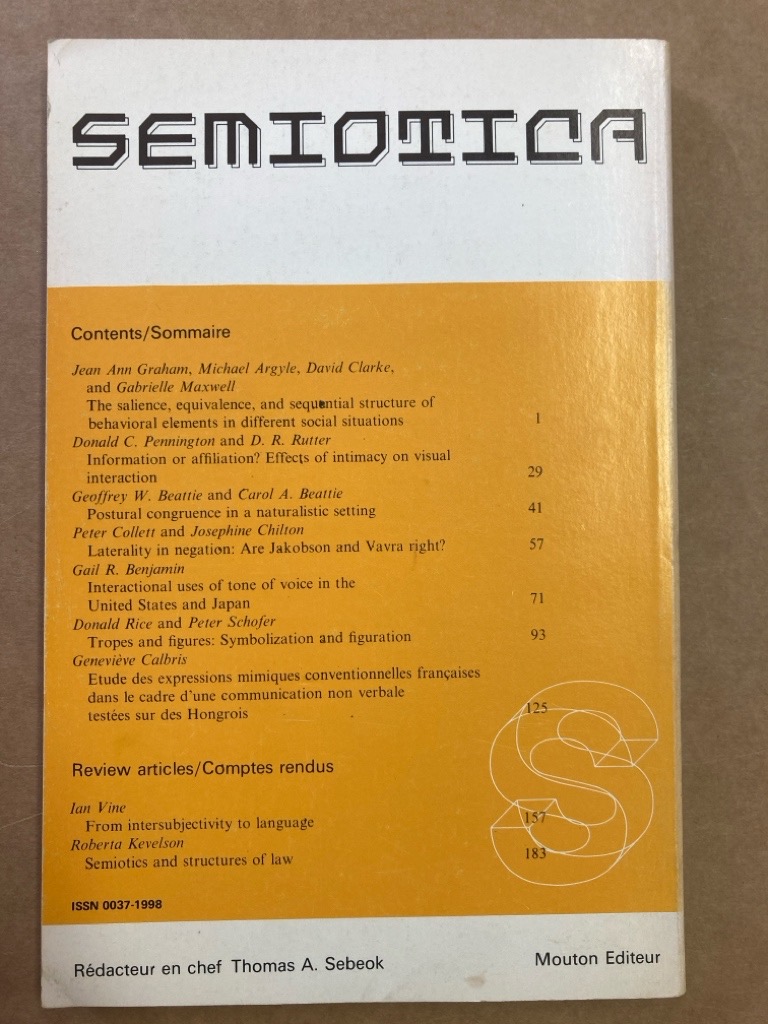 SEMIOTICA
Contents/Sommaire
Jean Ann Graham, Michael Argyle, David Clarke,
and Gabrielle Maxwell
The salience, equivalence, and sequential structure of
behavioral elements in different social situations 1
Donald C. Pennington and D. R. Rutter
Information or affiliation? Effects of intimacy on visual
interaction 29
Geoffrey W. Beattie and Carol A. Beattie
Postural congruence in a naturalistic setting 41
Peter Collett and Josephine Chilton
Laterality in negation: Are Jakobson and Vavra right? 57
Gail R. Benjamin
Interactional uses of tone of voice in the
United States and Japan 71
Donald Rice and Peter Schofer
Tropes and figures: Symbolization and figuration 93
Geneviève Calbris
Etude des expressions mimiques conventionnelles françaises
dans le cadre d'une communication non verbale
testées sur des Hongrois 125
Review articles/Comptes rendus
Ian Vine
From intersubjectivity to language 157
Roberta Kevelson
Semiotics and structures of law 183
S
ISSN 0037-1998
Rédacteur en chef Thomas A. Sebeok Mouton Editeur